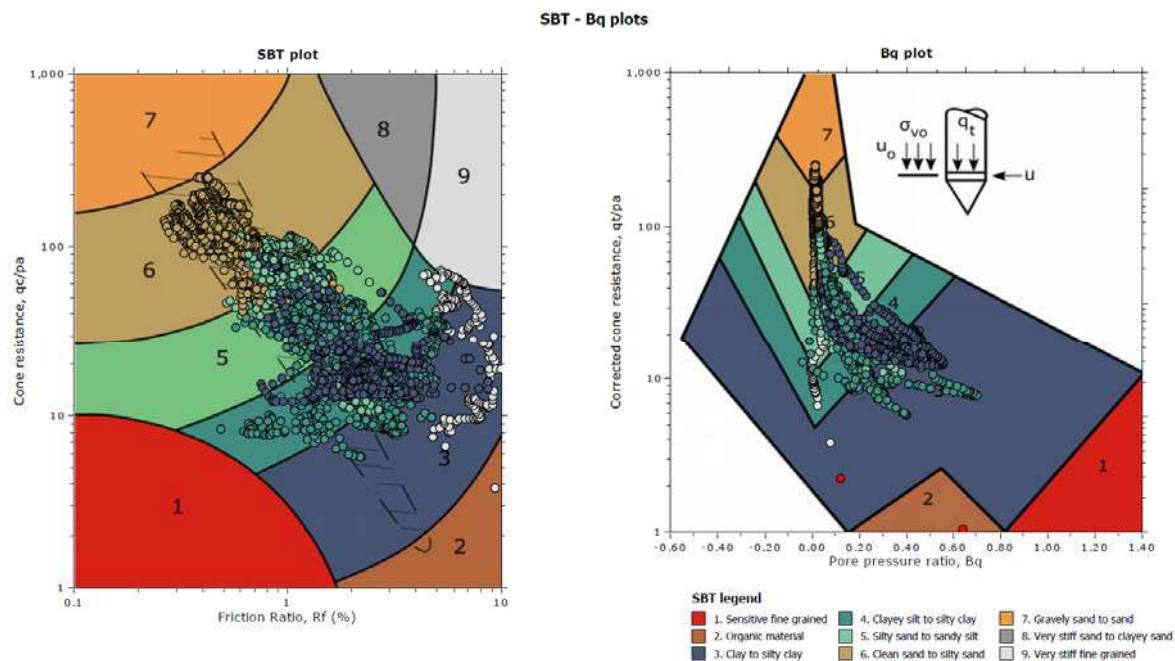 SBT - Bq plots
SBT plot
Cone resistance, qc/pa
1,000
100
10
1
0.1
1
10
Friction Ratio, Rf (%)
7
8
9
6
5
3
1
2
Bq plot
Corrected cone resistance, qt/pa
1,000
100
10
1
-0.60
-0.40
-0.20
0.00
0.20
0.40
0.60
0.80
1.00
1.20
1.40
Pore pressure ratio, Bq
7
6
5
4
1
2
σvo
qt
uo
u
SBT legend
1. Sensitive fine grained
2. Organic material
3. Clay to silty clay
4. Clayey silt to silty clay
5. Silty sand to sandy silt
6. Clean sand to silty sand
7. Gravely sand to sand
8. Very stiff sand to clayey sand
9. Very stiff fine grained